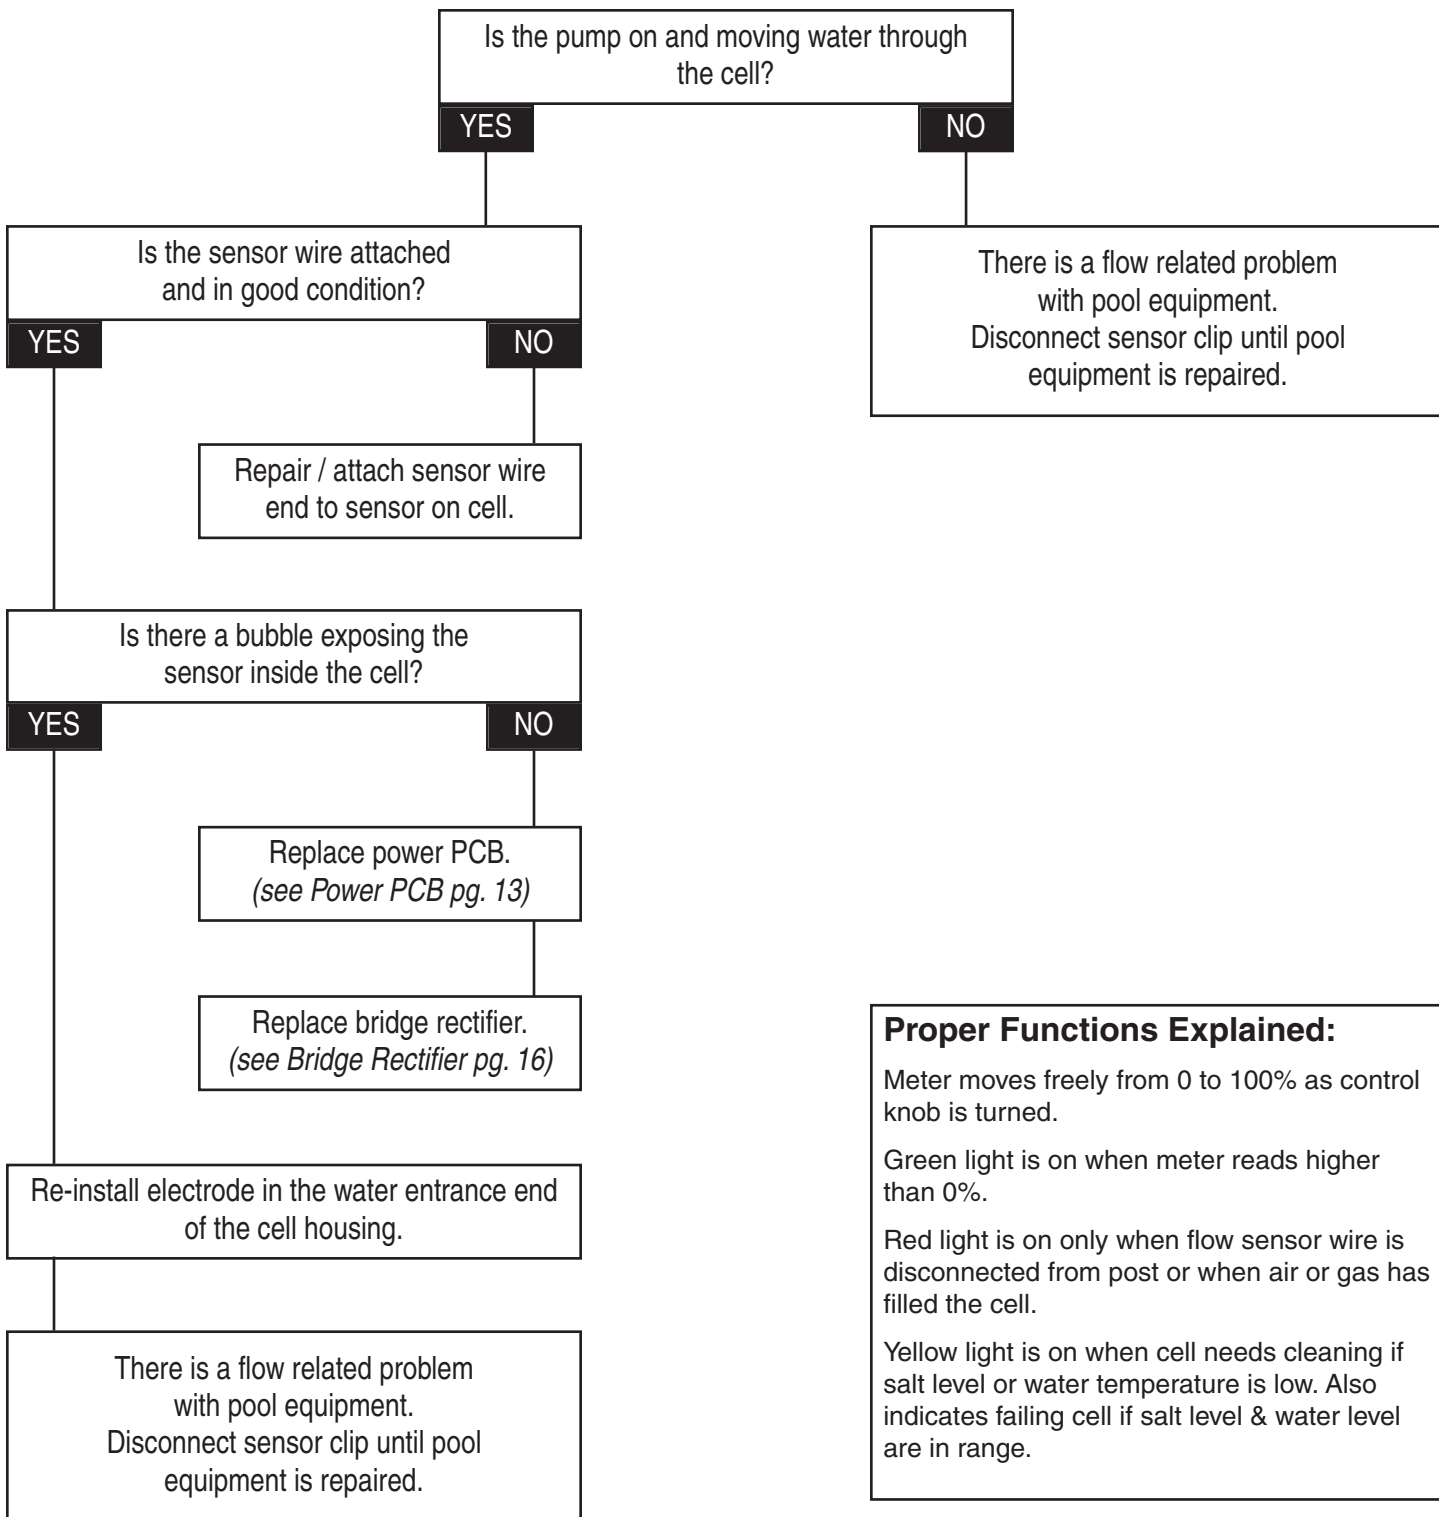 Is the pump on and moving water through
the cell?
YES
NO
Is the sensor wire attached
and in good condition?
YES
NO
There is a flow related problem
with pool equipment.
Disconnect sensor clip until pool
equipment is repaired.
Repair / attach sensor wire
end to sensor on cell.
Is there a bubble exposing the
sensor inside the cell?
YES
NO
Replace power PCB.
(see Power PCB pg. 13)
Replace bridge rectifier.
(see Bridge Rectifier pg. 16)
Re-install electrode in the water entrance end
of the cell housing.
There is a flow related problem
with pool equipment.
Disconnect sensor clip until pool
equipment is repaired.
Proper Functions Explained:
Meter moves freely from 0 to 100% as control
knob is turned.
Green light is on when meter reads higher
than 0%.
Red light is on only when flow sensor wire is
disconnected from post or when air or gas has
filled the cell.
Yellow light is on when cell needs cleaning if
salt level or water temperature is low. Also
indicates failing cell if salt level & water level
are in range.